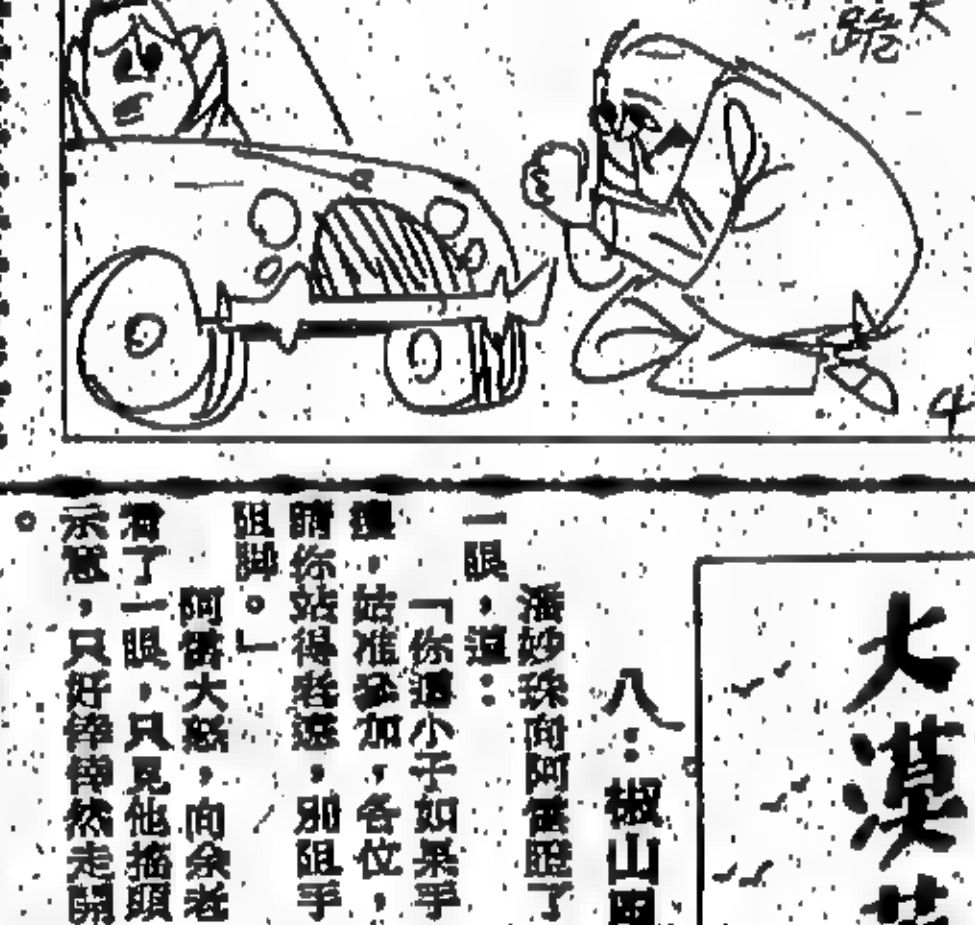 大漠
八：椒山
潘妙珠向阿儍瞪了
一眼，道：
「你這小子如果手
癢，姑准參加，各位，
請你站得老遠，別阻手
阻脚。」
阿儍大怒，向余老
看了一眼，只見他搖頭
示意，只好悻悻然走開
。
4